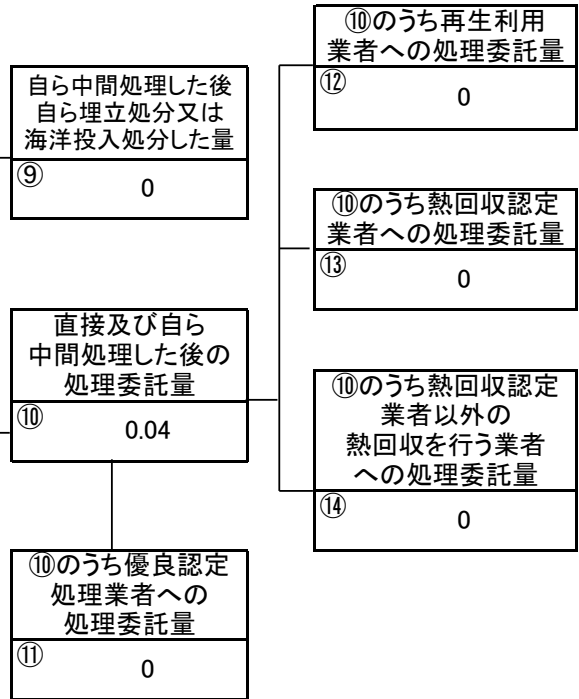 自ら中間処理した後
自ら埋立処分又は
海洋投入処分した量
⑨
0
直接及び自ら
中間処理した後の
処理委託量
⑩
0.04
⑩のうち優良認定
処理業者への
処理委託量
⑪
0
⑩のうち再生利用
業者への処理委託量
⑫
0
⑩のうち熱回収認定
業者への処理委託量
⑬
0
⑩のうち熱回収認定
業者以外の
熱回収を行う業者
への処理委託量
⑭
0